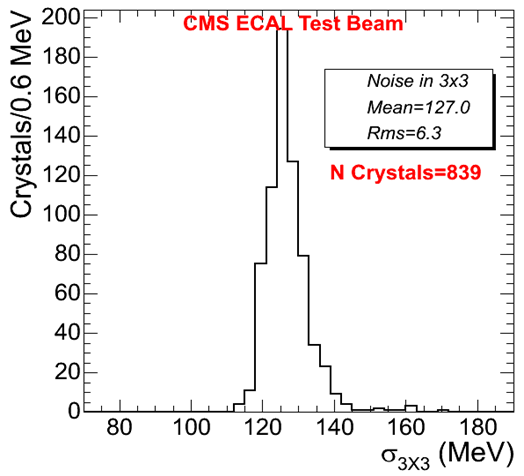 CMS ECAL Test Beam
Noise in 3x3
Mean=127.0
Rms=6.3
N Crystals=839
Crystals/0.6 MeV
200
180
160
140
120
100
80
60
40
20
0
80 100 120 140 160 180
σ3X3 (MeV)